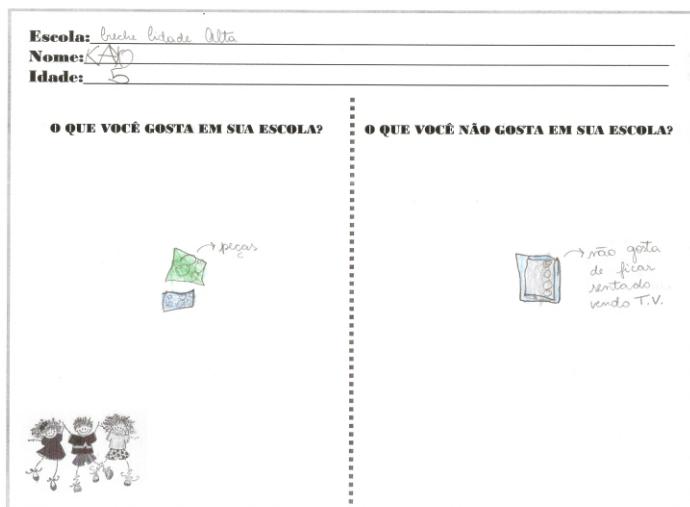 Escola: Creche Cidade Alta
Nome: KAIO
Idade: 5
O QUE VOCÊ GOSTA EM SUA ESCOLA?
O QUE VOCÊ NÃO GOSTA EM SUA ESCOLA?
peças
não gosta
de ficar
sentado
vendo T.V.